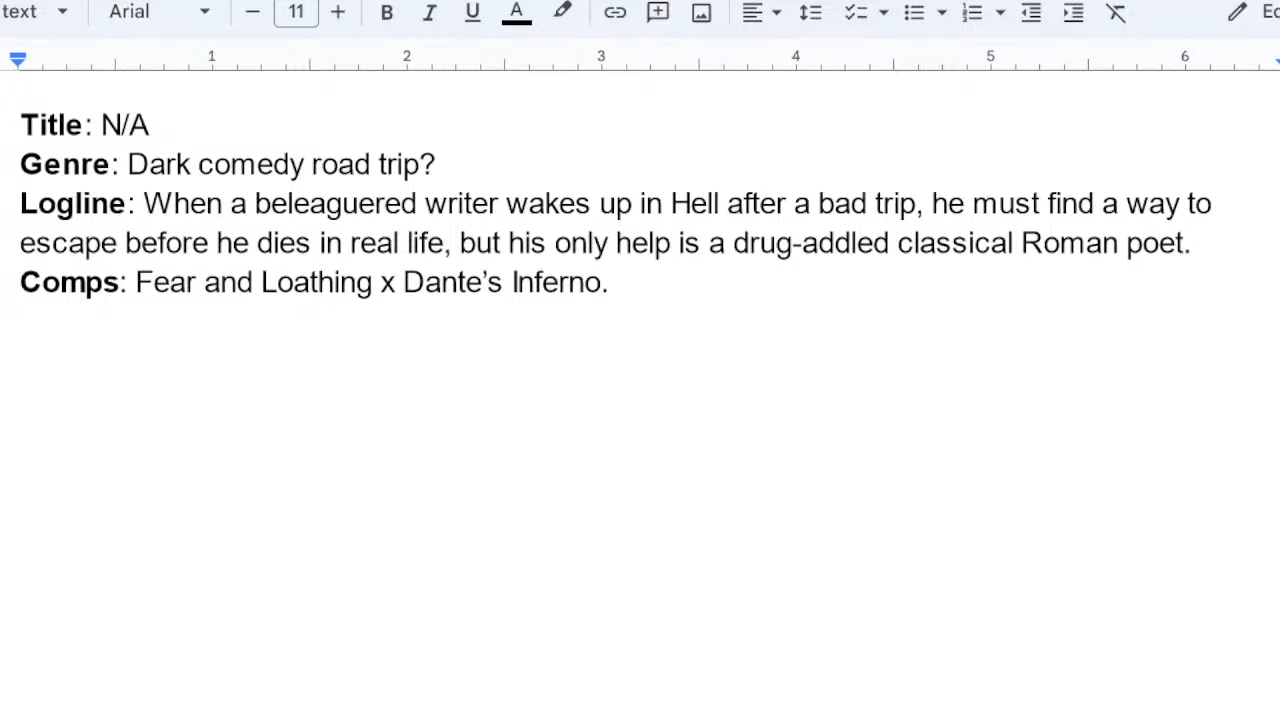 text Arial 11 B I U A
1 2 3 4 5 6
Title: N/A
Genre: Dark comedy road trip?
Logline: When a beleaguered writer wakes up in Hell after a bad trip, he must find a way to
escape before he dies in real life, but his only help is a drug-addled classical Roman poet.
Comps: Fear and Loathing x Dante’s Inferno.